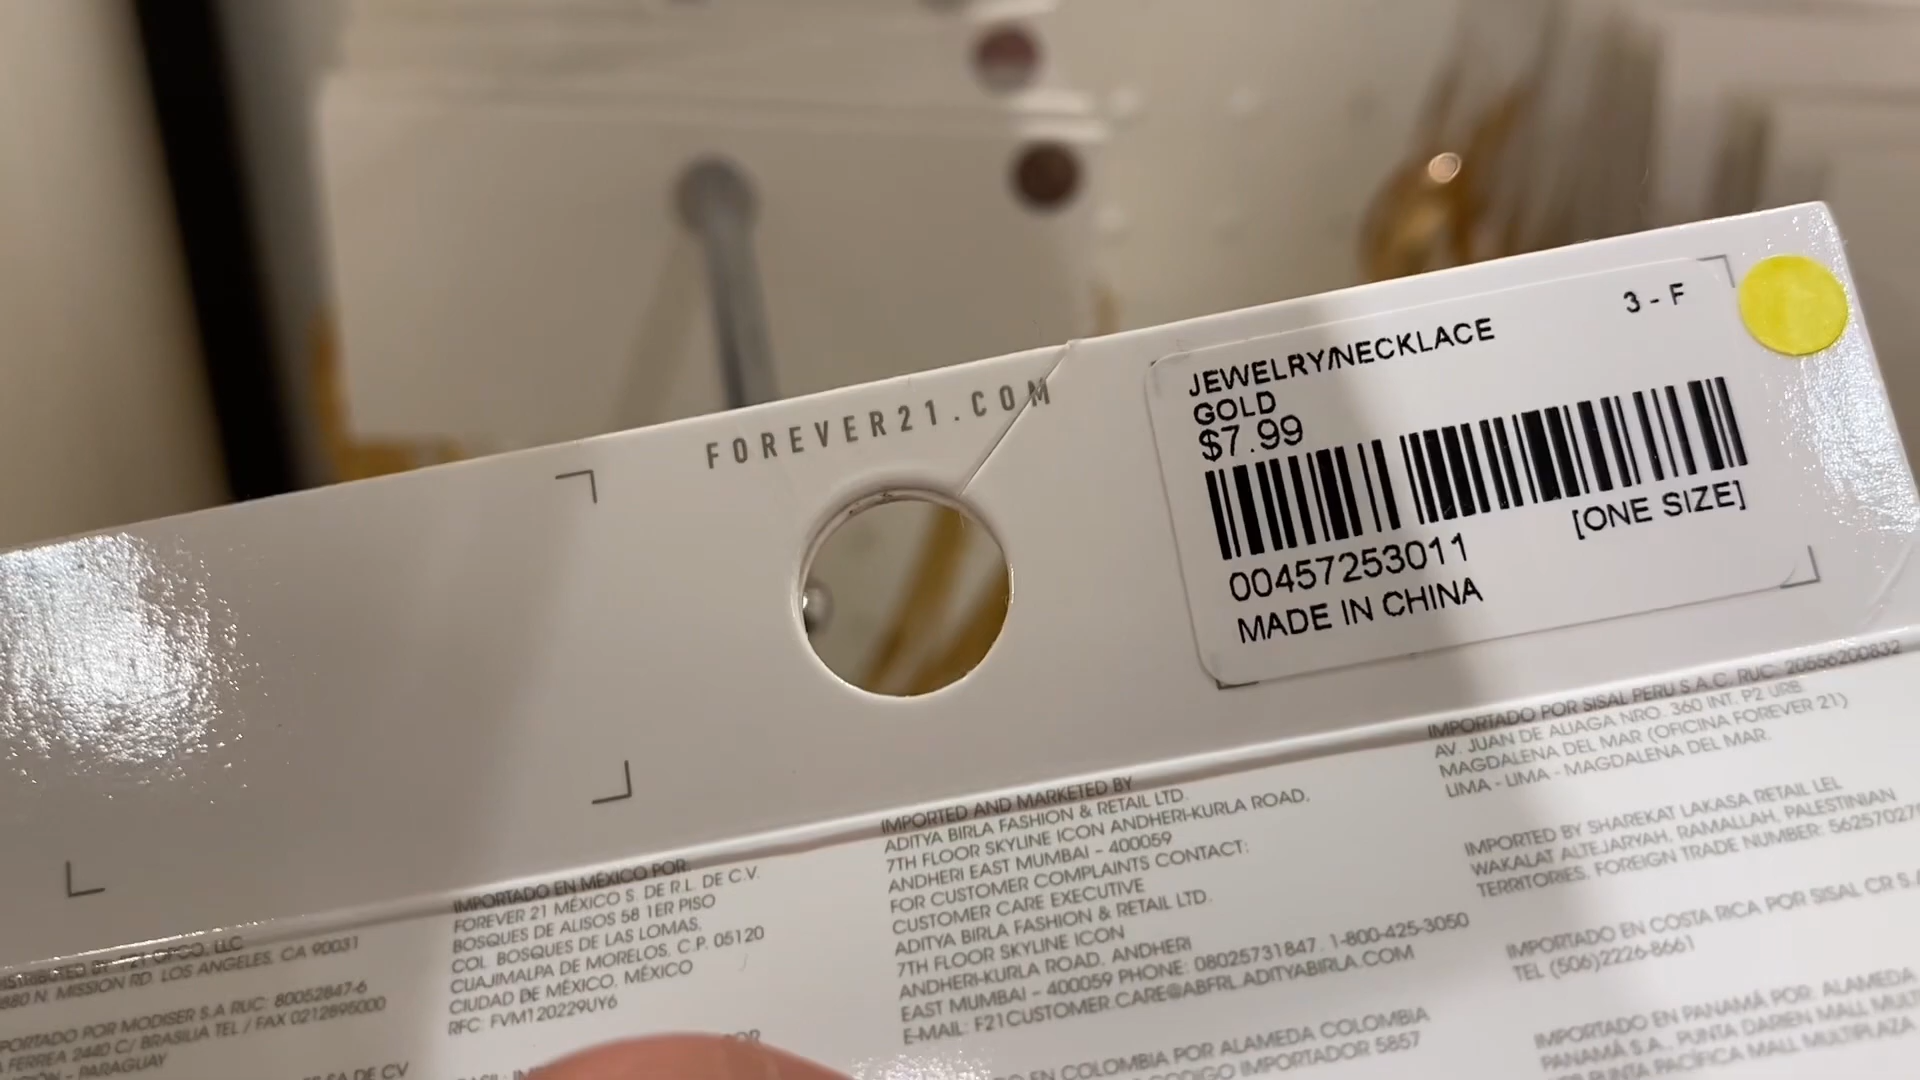 FOREVER21.COM
3 - F
JEWELRY/NECKLACE
GOLD
$7.99
[ONE SIZE]
00457253011
MADE IN CHINA
DISTRIBUTED BY: F21 OPCO, LLC
N. MISSION RD. LOS ANGELES, CA 90031
MODISER S.A RUC: 80052847-6
FERREA 2440 C/ BRASILIA TEL / FAX 0212895000
- PARAGUAY
IMPORTADO EN MÉXICO POR:
FOREVER 21 MÉXICO S. DE R.L. DE C.V.
BOSQUES DE ALISOS 58 1ER PISO
COL. BOSQUES DE LAS LOMAS,
CUAJIMALPA DE MORELOS, C.P. 05120
CIUDAD DE MÉXICO, MÉXICO
RFC: FVM120229UY6
IMPORTED AND MARKETED BY
ADITYA BIRLA FASHION & RETAIL LTD.
7TH FLOOR SKYLINE ICON ANDHERI-KURLA ROAD,
ANDHERI EAST MUMBAI – 400059
FOR CUSTOMER COMPLAINTS CONTACT:
CUSTOMER CARE EXECUTIVE
ADITYA BIRLA FASHION & RETAIL LTD.
7TH FLOOR SKYLINE ICON
ANDHERI-KURLA ROAD, ANDHERI
EAST MUMBAI – 400059 PHONE: 08025731847, 1-800-425-3050
E-MAIL: F21CUSTOMER.CARE@ABFRL.ADITYABIRLA.COM
EN COLOMBIA POR ALAMEDA COLOMBIA
IMPORTADOR 5857
IMPORTADO POR SISAL PERU S.A.C. RUC: 20556200832
AV. JUAN DE ALIAGA NRO. 360 INT. P2 URB.
MAGDALENA DEL MAR (OFICINA FOREVER 21)
LIMA - LIMA - MAGDALENA DEL MAR.
IMPORTED BY SHAREKAT LAKASA RETAIL LEL
WAKALAT ALTEJARYAH, RAMALLAH, PALESTINIAN
TERRITORIES. FOREIGN TRADE NUMBER:
IMPORTADO EN COSTA RICA POR SISAL CR
TEL (506)2226-8661
IMPORTADO EN PANAMÁ POR: ALAMEDA
PANAMÁ S.A., PUNTA DARIEN MALL
PACÍFICA MALL MULTIPLAZA